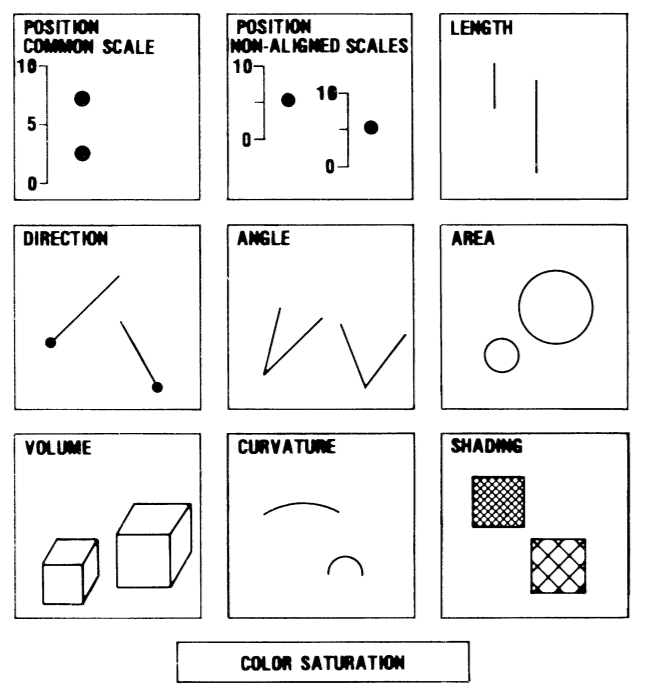 POSITION
COMMON SCALE
10
5
0
POSITION
NON-ALIGNED SCALES
10
0
10
0
LENGTH
DIRECTION
ANGLE
AREA
VOLUME
CURVATURE
SHADING
COLOR SATURATION